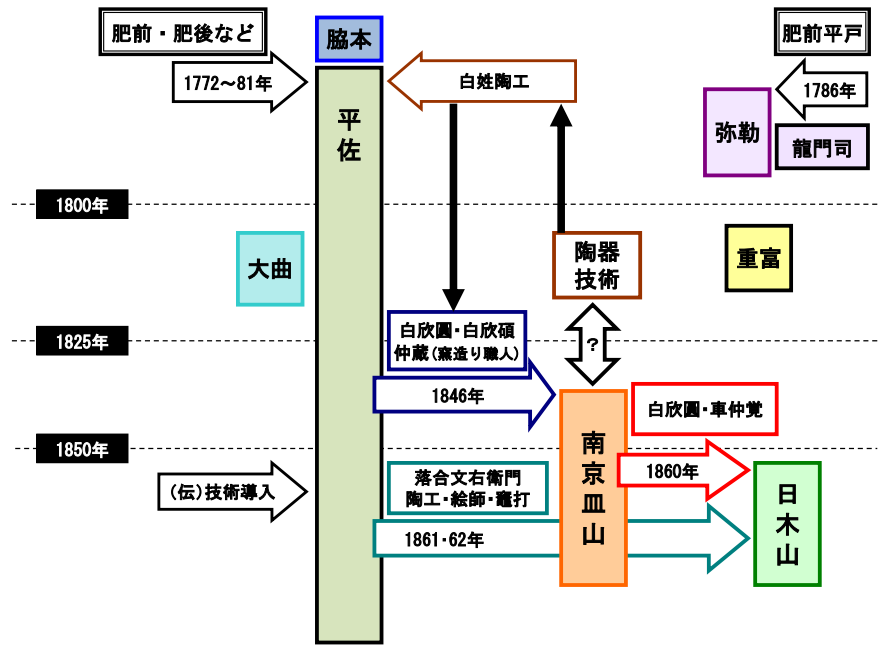 肥前・肥後など
脇本
肥前平戸
1772～81年
白姓陶工
1786年
平佐
弥勒
龍門司
1800年
大曲
陶器
技術
重富
白欣圓・白欣碩
仲蔵(窯造り職人)
1825年
?
1846年
白欣圓・車仲覚
南京皿山
1850年
1860年
(伝)技術導入
落合文右衛門
陶工・絵師・竈打
日木山
1861・62年